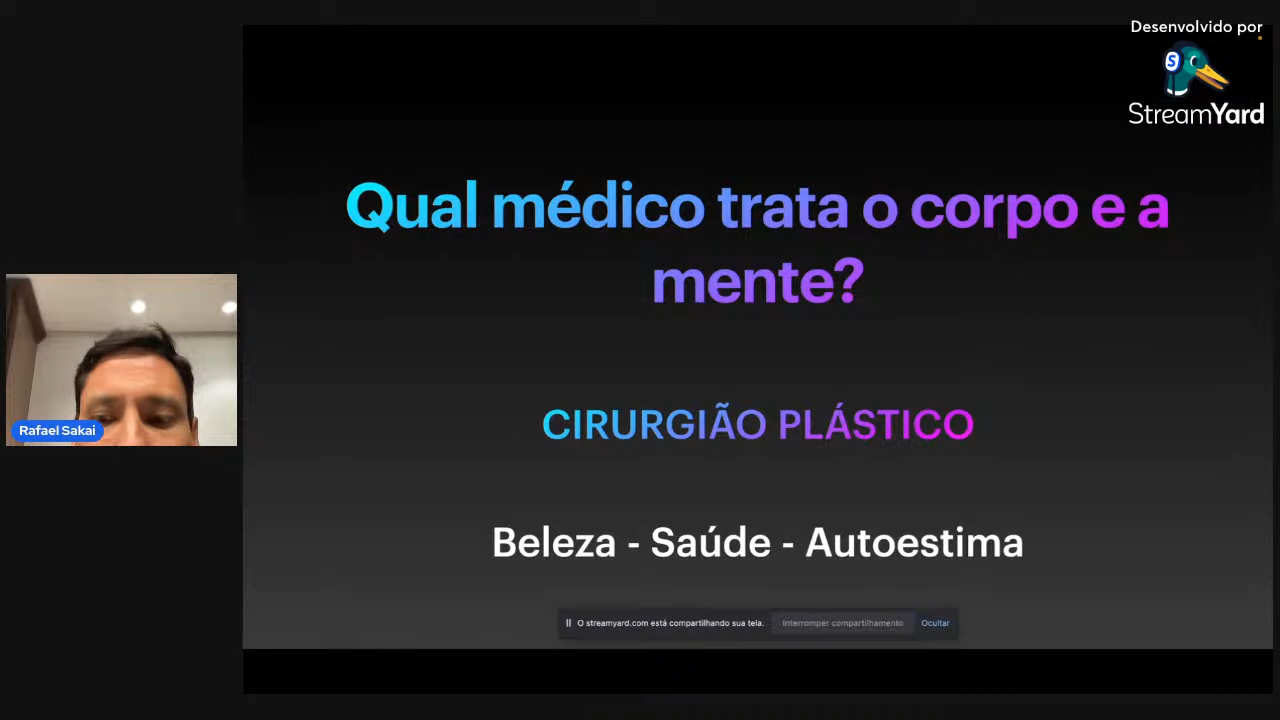 Desenvolvido por
S
StreamYard
Qual médico trata o corpo e a
mente?
CIRURGIÃO PLÁSTICO
Rafael Sakai
Beleza - Saúde - Autoestima
O streamyard.com está compartilhando sua tela. Interromper compartilhamento Ocultar